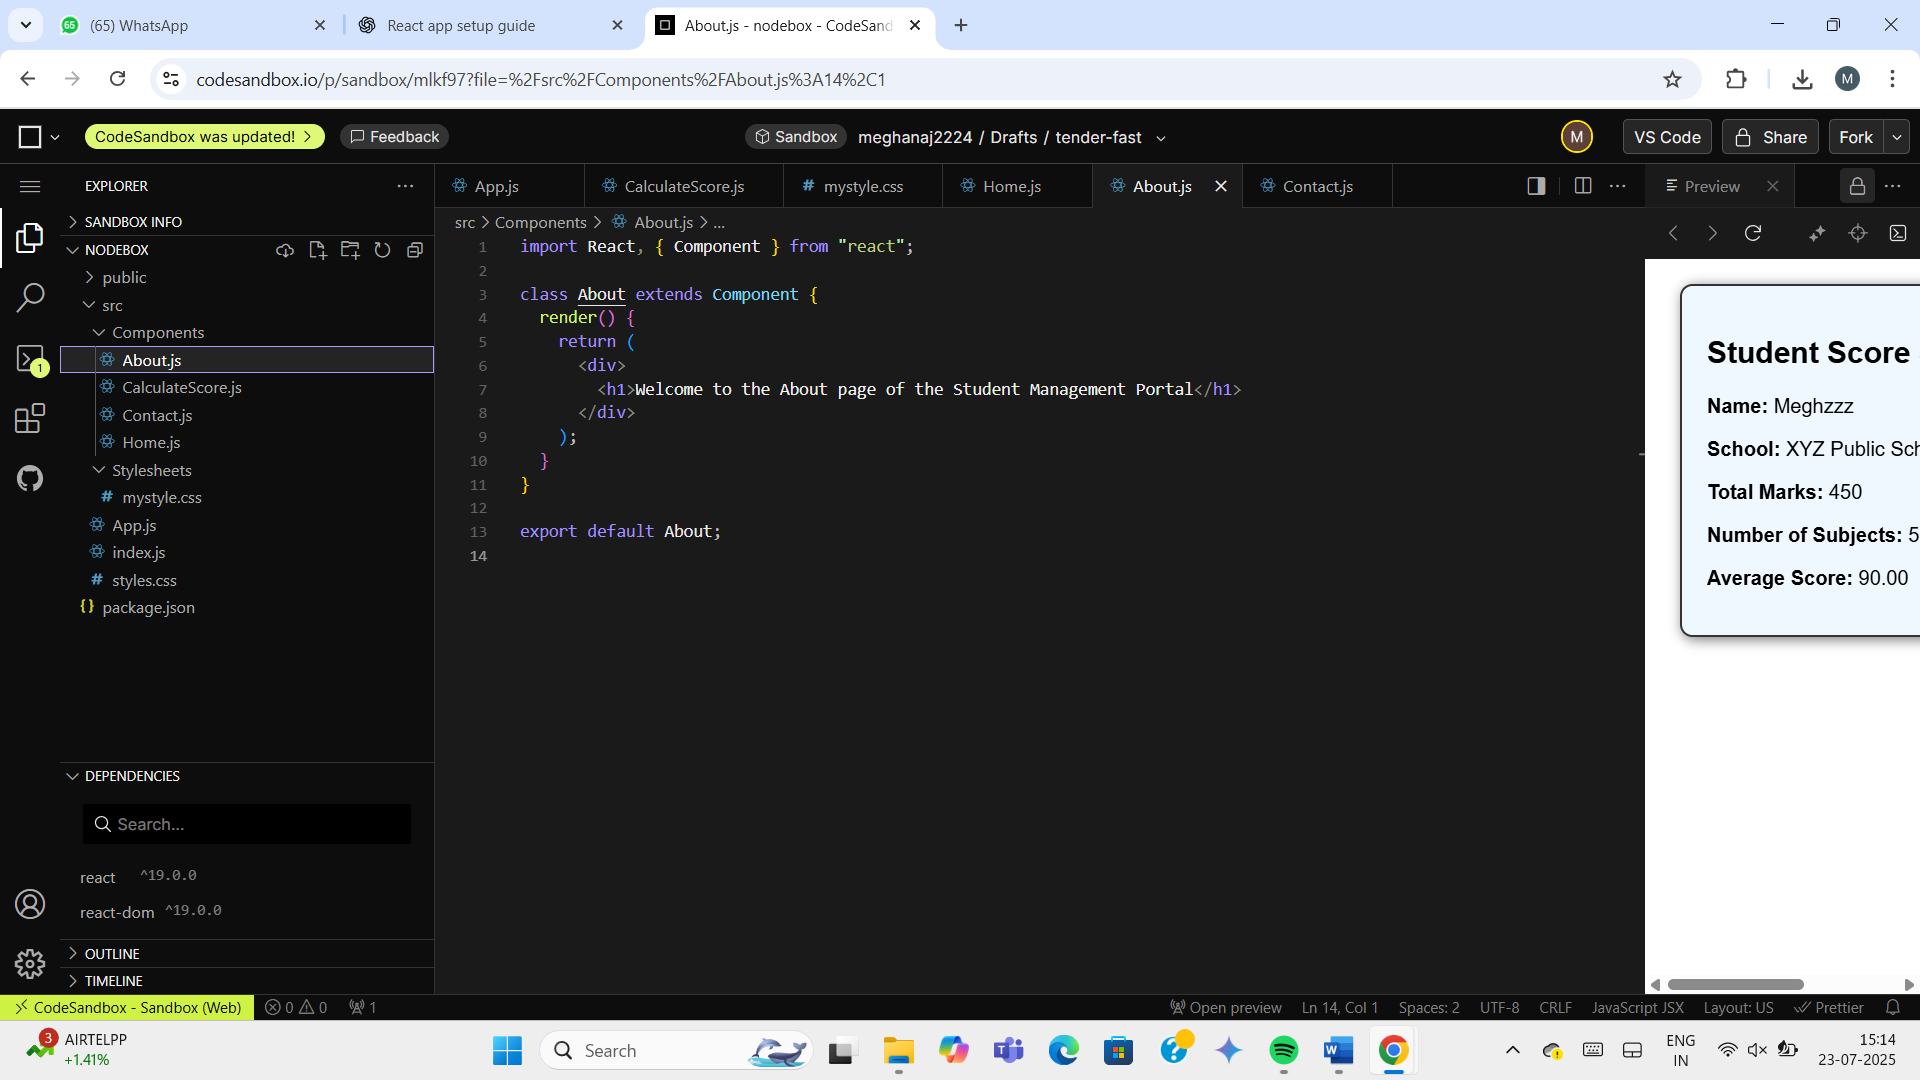 (65) WhatsApp
React app setup guide
About.js - nodebox - CodeSand
codesandbox.io/p/sandbox/mlkf97?file=%2Fsrc%2FComponents%2FAbout.js%3A14%2C1
M
CodeSandbox was updated!
Feedback
Sandbox
meghanaj2224 / Drafts / tender-fast
M
VS Code
Share
Fork
EXPLORER
App.js
CalculateScore.js
# mystyle.css
Home.js
About.js
Contact.js
Preview
SANDBOX INFO
NODEBOX
public
src
Components
About.js
CalculateScore.js
Contact.js
Home.js
Stylesheets
# mystyle.css
App.js
index.js
# styles.css
{} package.json
src > Components > About.js > ...
1 import React, { Component } from "react";
2
3 class About extends Component {
4 render() {
5 return (
6 <div>
7 <h1>Welcome to the About page of the Student Management Portal</h1>
8 </div>
9 );
10 }
11 }
12
13 export default About;
14
Student Score
Name: Meghzzz
School: XYZ Public Sch
Total Marks: 450
Number of Subjects: 5
Average Score: 90.00
1
DEPENDENCIES
Search...
react ^19.0.0
react-dom ^19.0.0
OUTLINE
TIMELINE
CodeSandbox - Sandbox (Web)
0 0
1
Open preview
Ln 14, Col 1
Spaces: 2
UTF-8
CRLF
JavaScript JSX
Layout: US
Prettier
3
AIRTELPP
+1.41%
Search
ENG
IN
15:14
23-07-2025